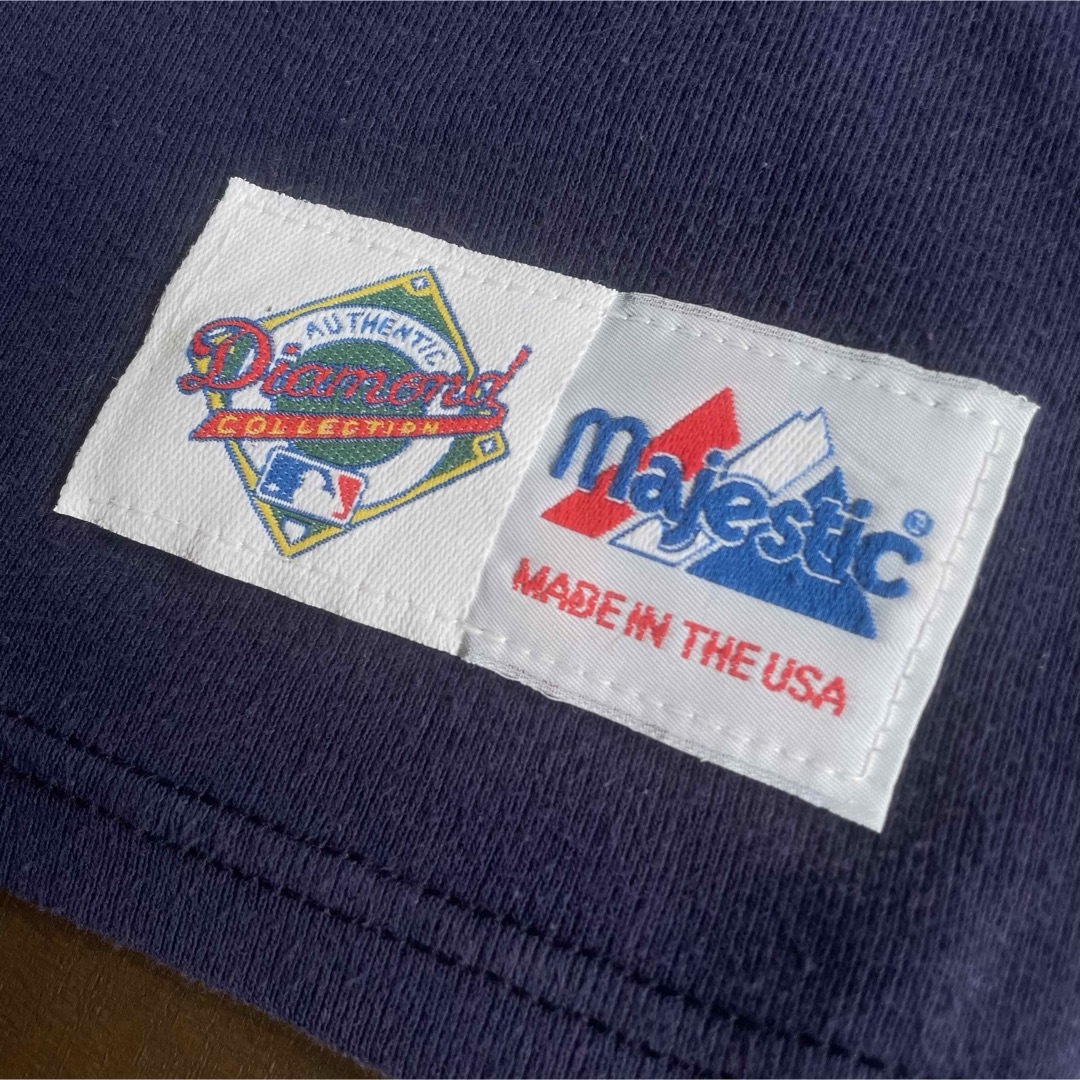 AUTHENTIC
Diamond
COLLECTION
majestic®
MADE IN THE USA